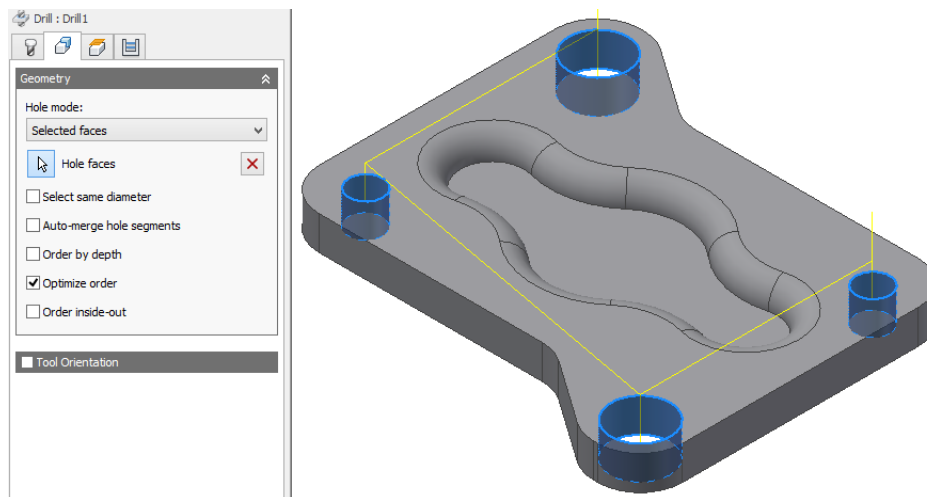 Drill : Drill1
Geometry
Hole mode:
Selected faces
Hole faces
Select same diameter
Auto-merge hole segments
Order by depth
Optimize order
Order inside-out
Tool Orientation